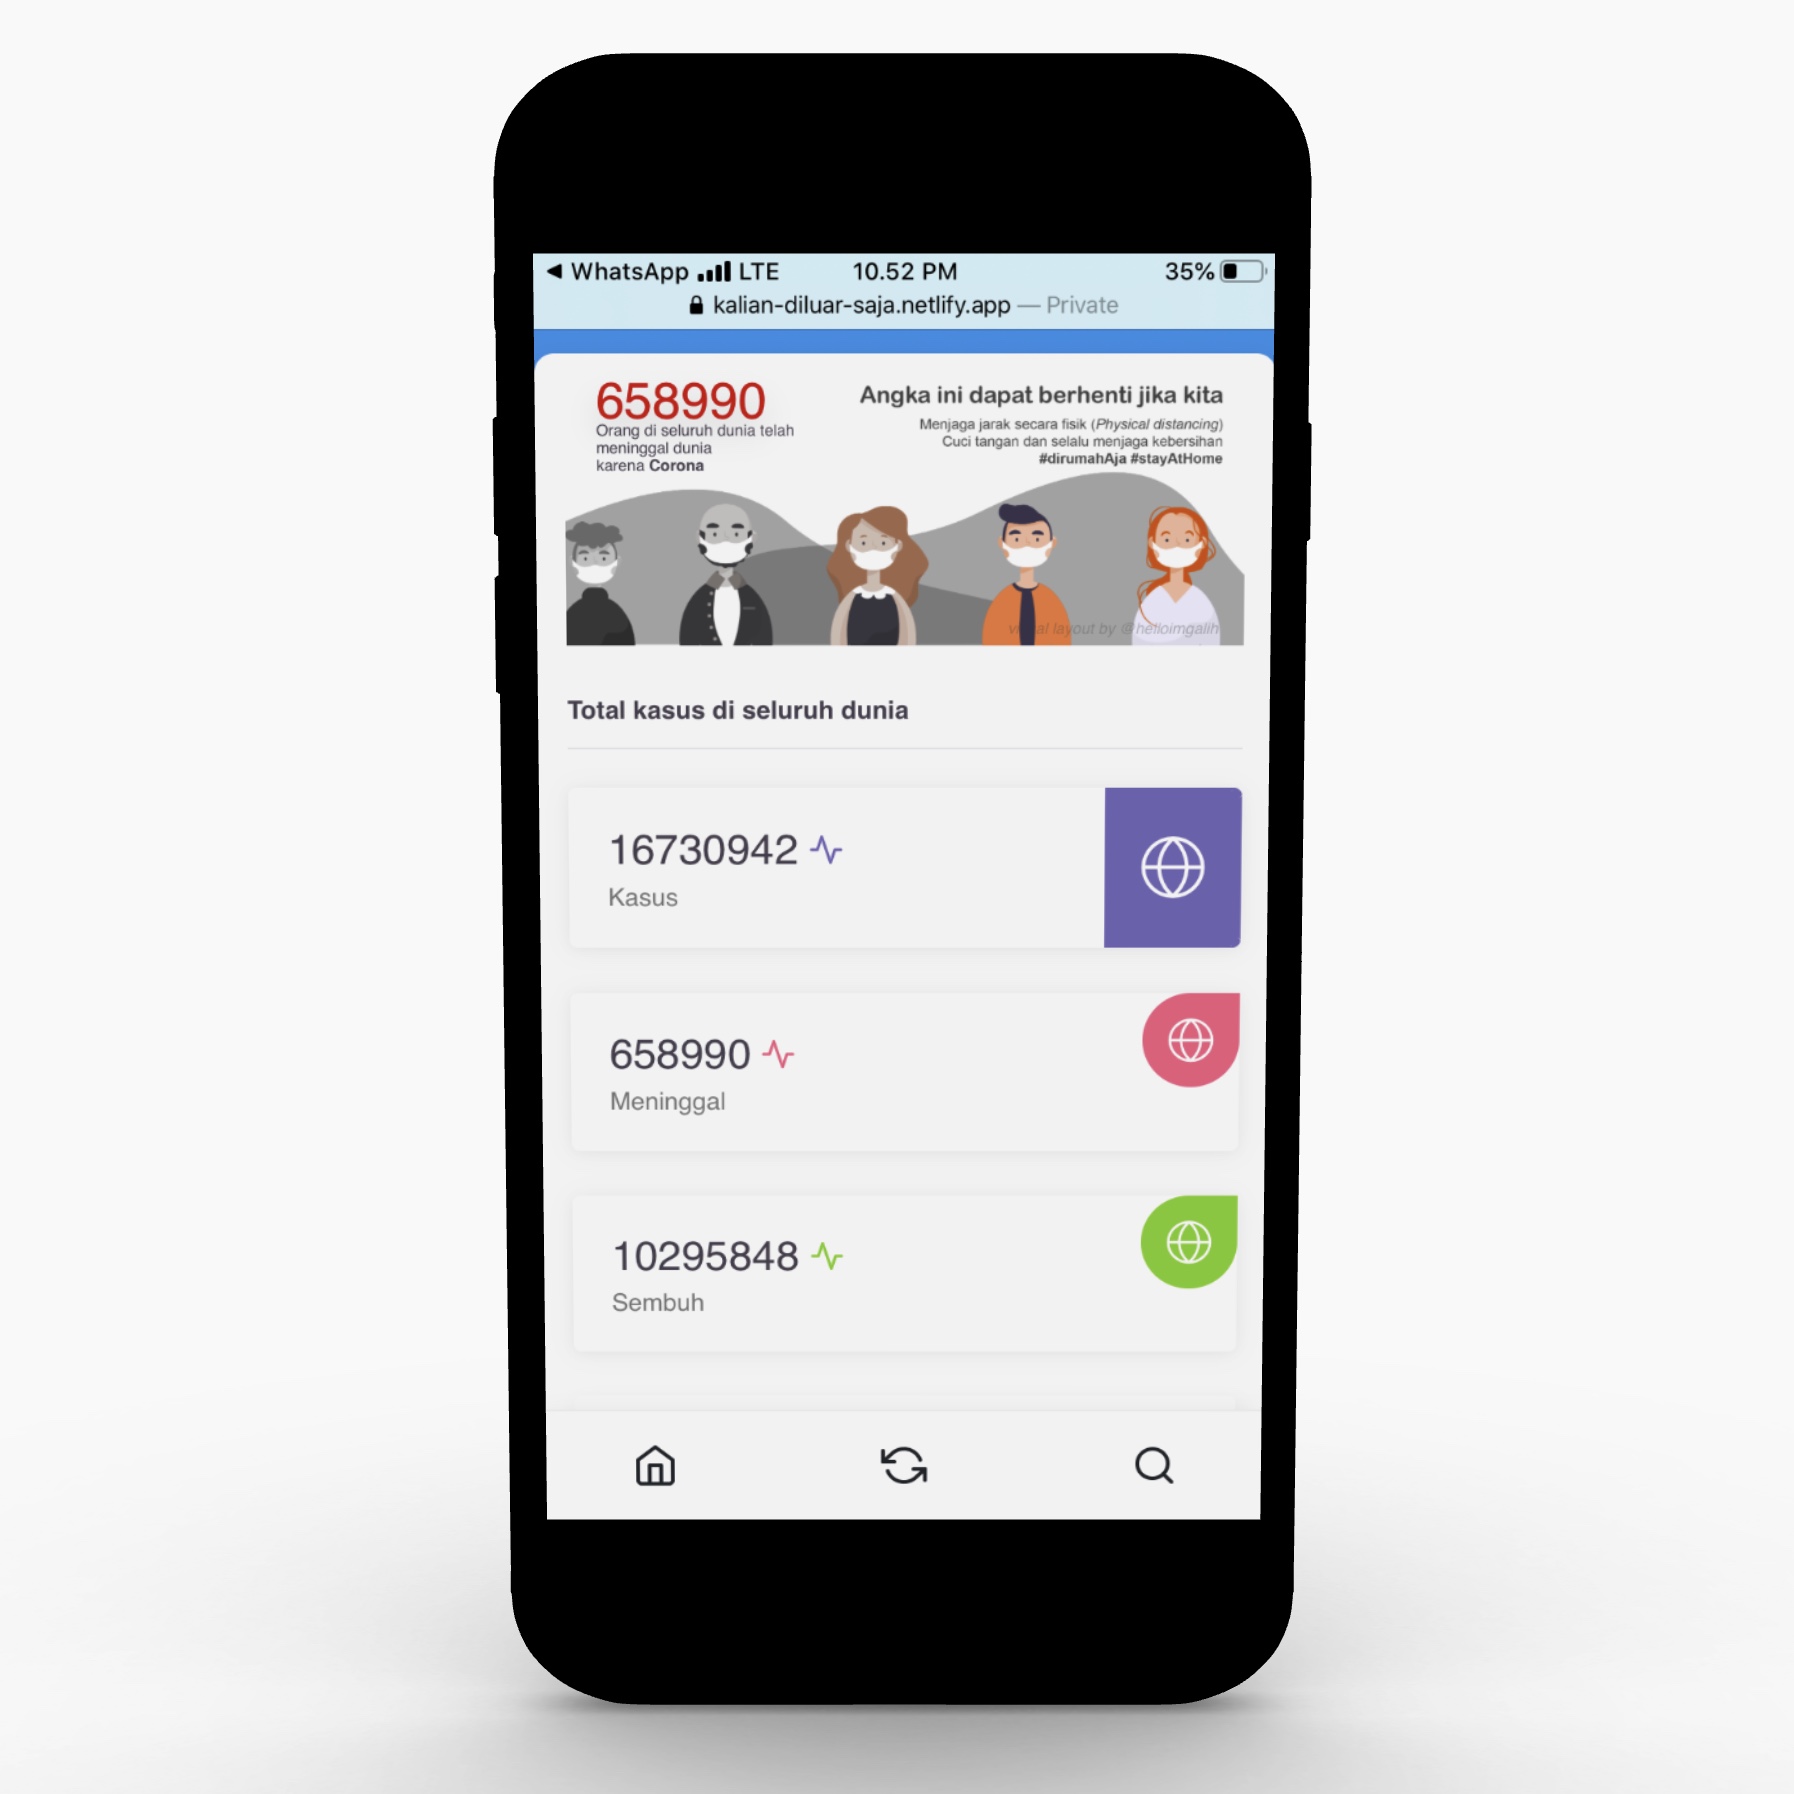 WhatsApp LTE 10.52 PM 35%
kalian-diluar-saja.netlify.app — Private
658990
Orang di seluruh dunia telah
meninggal dunia
karena Corona
Angka ini dapat berhenti jika kita
Menjaga jarak secara fisik (Physical distancing)
Cuci tangan dan selalu menjaga kebersihan
#dirumahAja #stayAtHome
layout by @helloimgalih
Total kasus di seluruh dunia
16730942
Kasus
658990
Meninggal
10295848
Sembuh